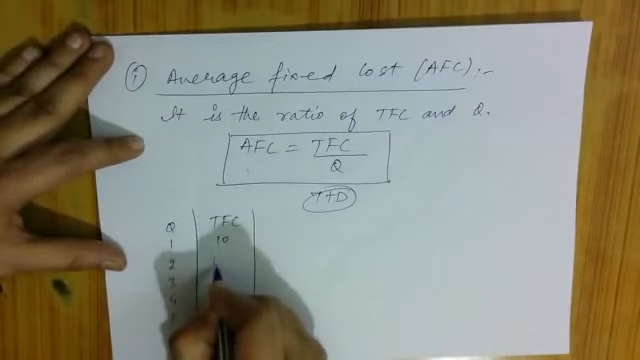 ① Average fixed cost (AFC):-
It is the ratio of TFC and Q.
AFC = TFC / Q
T+D
Q TFC
1 10
2
3
4